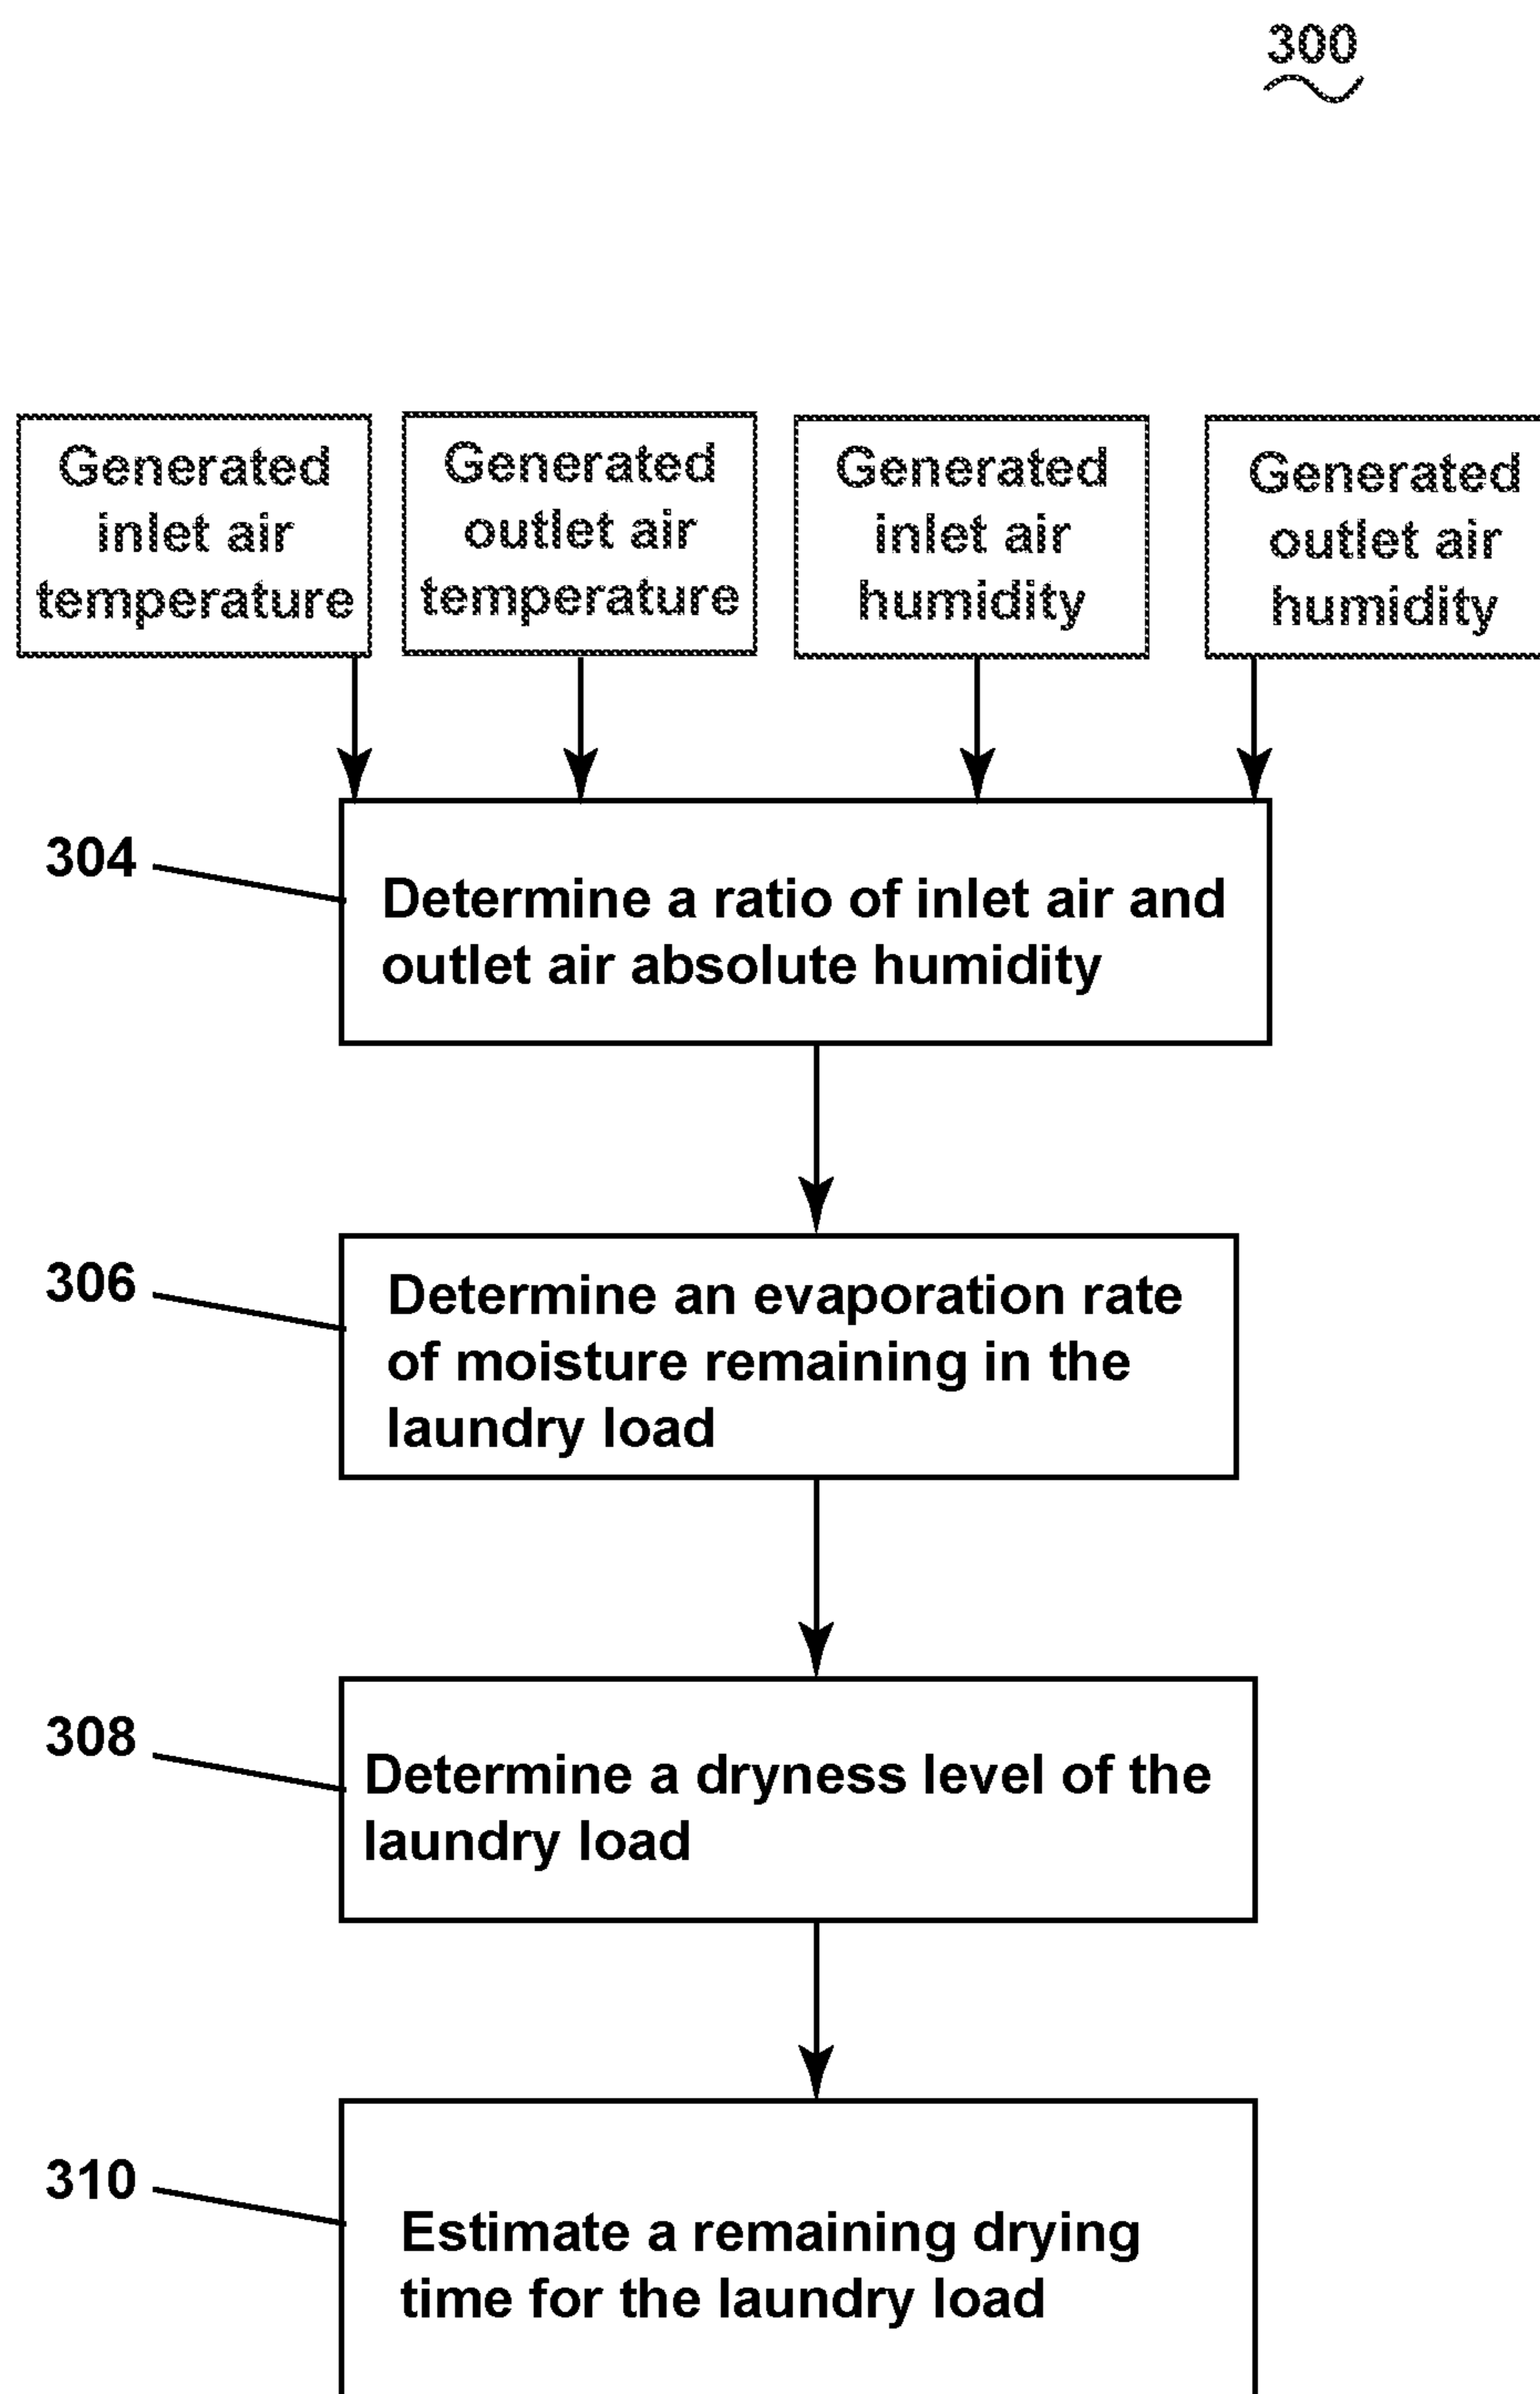 300
Generated
inlet air
temperature
Generated
outlet air
temperature
Generated
inlet air
humidity
Generated
outlet air
humidity
304
Determine a ratio of inlet air and
outlet air absolute humidity
306
Determine an evaporation rate
of moisture remaining in the
laundry load
308
Determine a dryness level of the
laundry load
310
Estimate a remaining drying
time for the laundry load